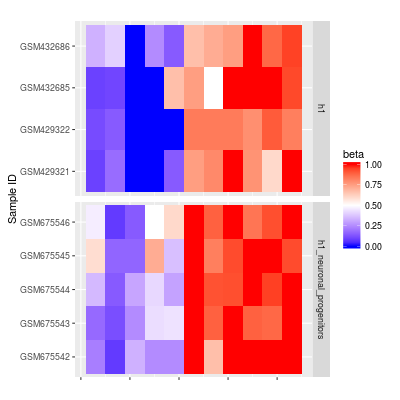 GSM432686
GSM432685
GSM429322
GSM429321
h1
GSM675546
GSM675545
GSM675544
GSM675543
GSM675542
h1_neuronal_progenitors
Sample ID
beta
1.00
0.75
0.50
0.25
0.00